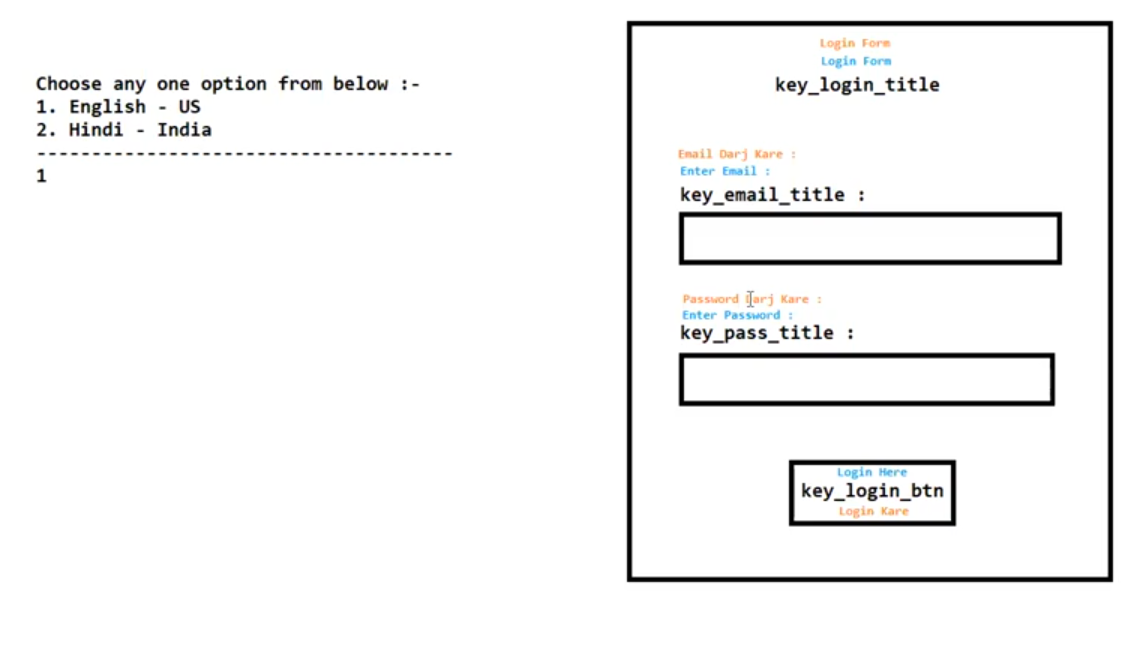 Choose any one option from below :-
1. English - US
2. Hindi - India
--------------------------------------
1
Login Form
Login Form
key_login_title
Email Darj Kare :
Enter Email :
key_email_title :
Password Darj Kare :
Enter Password :
key_pass_title :
Login Here
key_login_btn
Login Kare